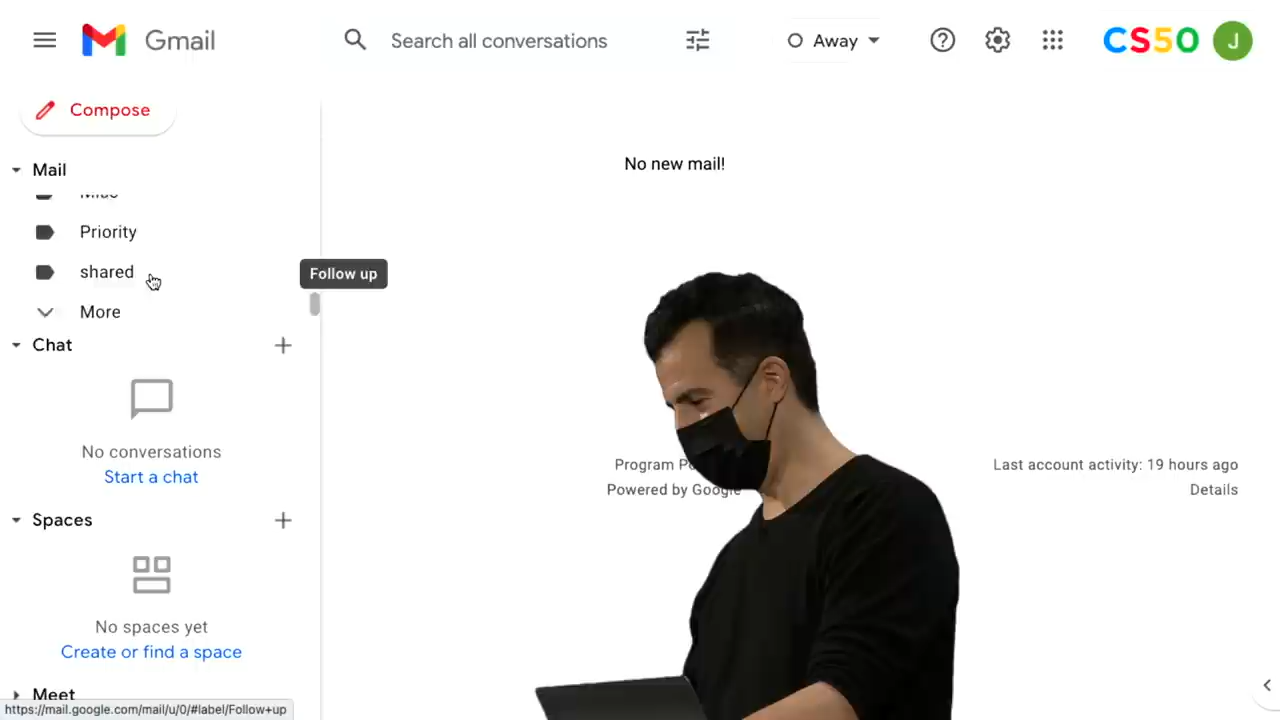 Gmail
Search all conversations
Away
CS50
J
Compose
Mail
No new mail!
Priority
shared
Follow up
More
Chat
No conversations
Start a chat
Program
Powered by Google
Last account activity: 19 hours ago
Details
Spaces
No spaces yet
Create or find a space
Meet
https://mail.google.com/mail/u/0/#label/Follow+up